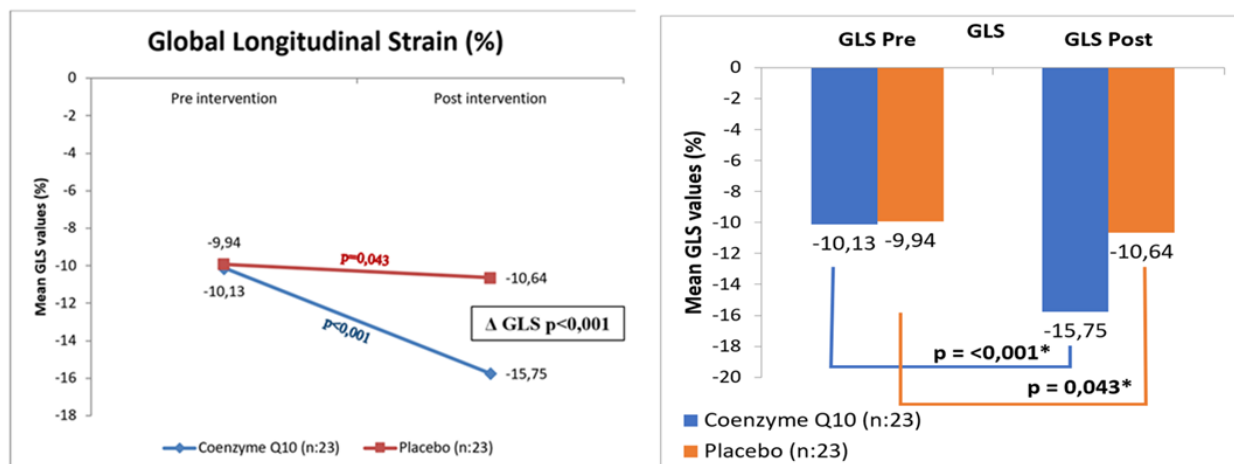 Global Longitudinal Strain (%)
0
Pre intervention
Post intervention
-2
-4
-6
-8
-10
-12
-14
-16
-18
Mean GLS values (%)
-9,94
-10,13
p=0,043
p<0,001
-10,64
Δ GLS p<0,001
-15,75
Coenzyme Q10 (n:23)
Placebo (n:23)
GLS
GLS Pre
GLS Post
0
-2
-4
-6
-8
-10
-12
-14
-16
-18
-20
Mean GLS values (%)
-10,13
-9,94
-10,64
-15,75
p = <0,001*
p = 0,043*
Coenzyme Q10 (n:23)
Placebo (n:23)